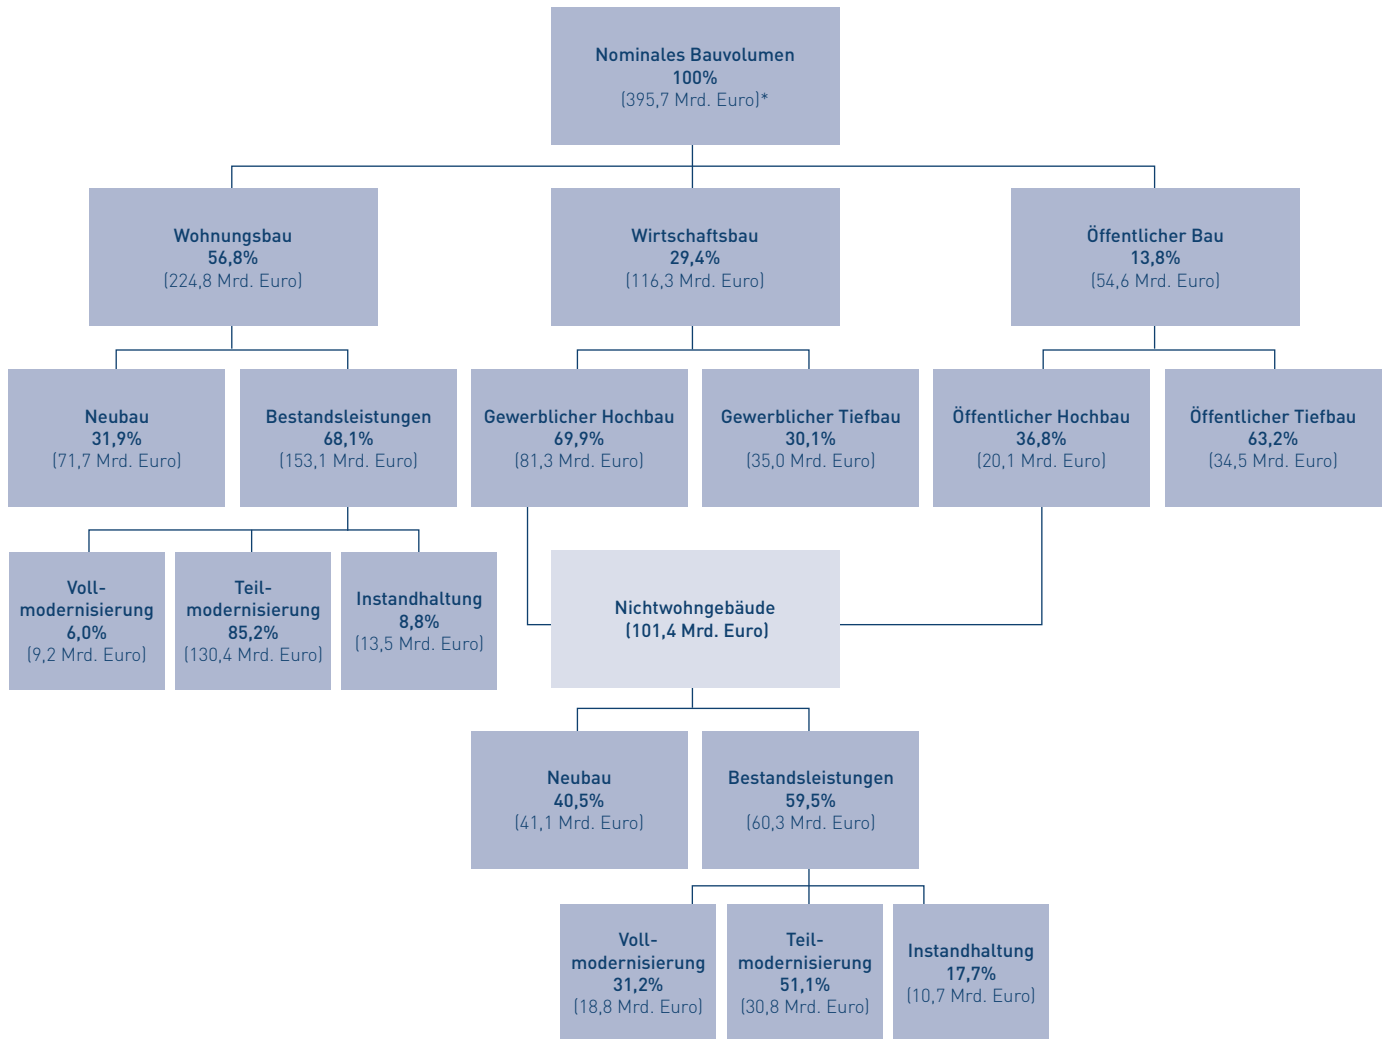 Nominales Bauvolumen
100%
(395,7 Mrd. Euro)*
Wohnungsbau
56,8%
(224,8 Mrd. Euro)
Wirtschaftsbau
29,4%
(116,3 Mrd. Euro)
Öffentlicher Bau
13,8%
(54,6 Mrd. Euro)
Neubau
31,9%
(71,7 Mrd. Euro)
Bestandsleistungen
68,1%
(153,1 Mrd. Euro)
Gewerblicher Hochbau
69,9%
(81,3 Mrd. Euro)
Gewerblicher Tiefbau
30,1%
(35,0 Mrd. Euro)
Öffentlicher Hochbau
36,8%
(20,1 Mrd. Euro)
Öffentlicher Tiefbau
63,2%
(34,5 Mrd. Euro)
Voll-
modernisierung
6,0%
(9,2 Mrd. Euro)
Teil-
modernisierung
85,2%
(130,4 Mrd. Euro)
Instandhaltung
8,8%
(13,5 Mrd. Euro)
Nichtwohngebäude
(101,4 Mrd. Euro)
Neubau
40,5%
(41,1 Mrd. Euro)
Bestandsleistungen
59,5%
(60,3 Mrd. Euro)
Voll-
modernisierung
31,2%
(18,8 Mrd. Euro)
Teil-
modernisierung
51,1%
(30,8 Mrd. Euro)
Instandhaltung
17,7%
(10,7 Mrd. Euro)